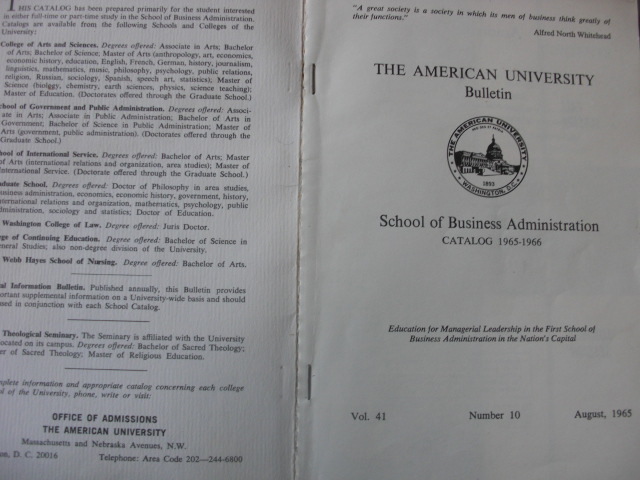 THIS CATALOG has been prepared primarily for the student interested
in either full-time or part-time study in the School of Business Administration.
Catalogs are available from the following Schools and Colleges of the
University:
College of Arts and Sciences. Degrees offered: Associate in Arts; Bachelor
of Arts; Bachelor of Science; Master of Arts (anthropology, art, economics,
economic history, education, English, French, German, history, journalism,
linguistics, mathematics, music, philosophy, psychology, public relations,
religion, Russian, sociology, Spanish, speech art, statistics); Master of
Science (biology, chemistry, earth sciences, physics, science teaching);
Master of Education. (Doctorates offered through the Graduate School.)
chool of Government and Public Administration. Degrees offered: Associ-
ate in Arts; Associate in Public Administration; Bachelor of Arts in
Government; Bachelor of Science in Public Administration; Master of
Arts (government, public administration). (Doctorates offered through the
Graduate School.)
ool of International Service. Degrees offered: Bachelor of Arts; Master
of Arts (international relations and organization, area studies); Master of
International Service. (Doctorate offered through the Graduate School.)
aduate School. Degrees offered: Doctor of Philosophy in area studies,
usiness administration, economics, economic history, government, history,
ternational relations and organization, mathematics, psychology, public
dministration, sociology and statistics; Doctor of Education.
Washington College of Law. Degree offered: Juris Doctor.
ge of Continuing Education. Degree offered: Bachelor of Science in
eneral Studies; also non-degree division of the University.
Webb Hayes School of Nursing. Degree offered: Bachelor of Arts.
al Information Bulletin. Published annually, this Bulletin provides
ortant supplemental information on a University-wide basis and should
sed in conjunction with each School Catalog.
Theological Seminary. The Seminary is affiliated with the University
ocated on its campus. Degrees offered: Bachelor of Sacred Theology;
er of Sacred Theology; Master of Religious Education.
plete information and appropriate catalog concerning each college
ol of the University, phone, write or visit:
OFFICE OF ADMISSIONS
THE AMERICAN UNIVERSITY
Massachusetts and Nebraska Avenues, N.W.
on, D. C. 20016 Telephone: Area Code 202—244-6800
"A great society is a society in which its men of business think greatly of
their functions."
Alfred North Whitehead
THE AMERICAN UNIVERSITY
Bulletin
THE AMERICAN UNIVERSITY
1893
WASHINGTON, D.C.
School of Business Administration
CATALOG 1965-1966
Education for Managerial Leadership in the First School of
Business Administration in the Nation's Capital
Vol. 41 Number 10 August, 1965